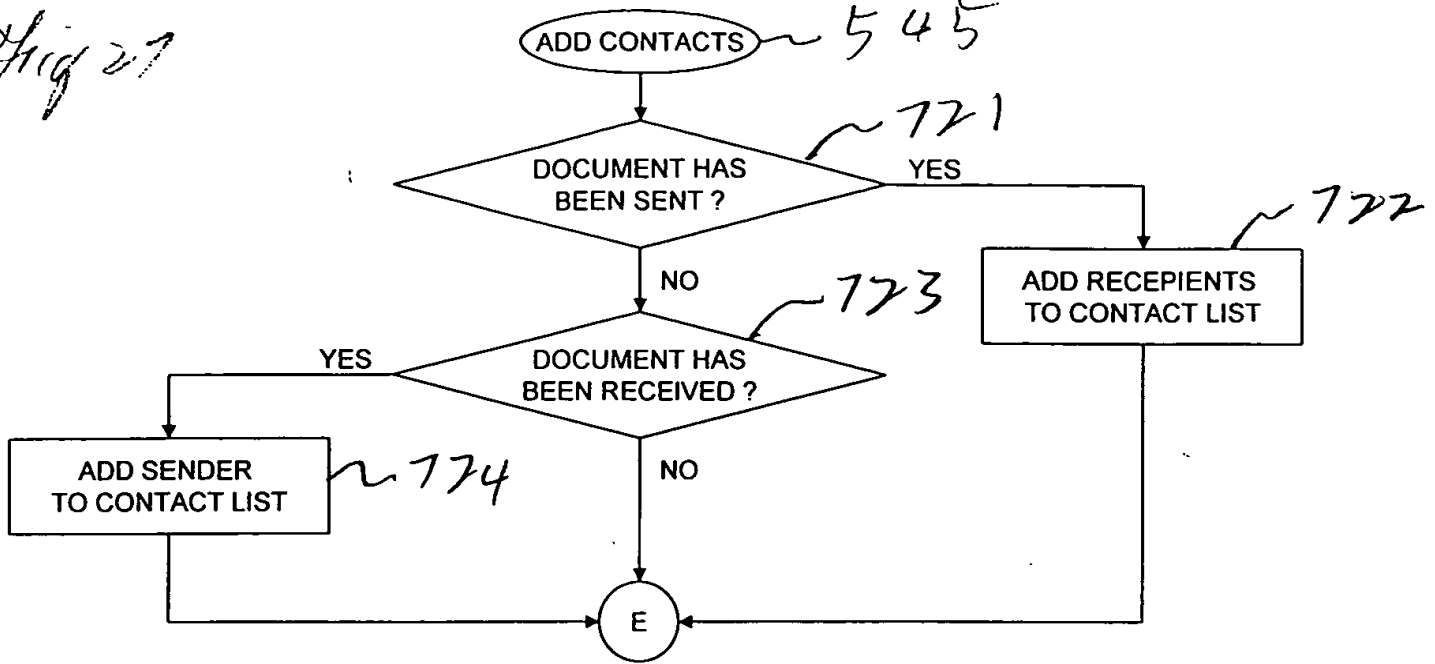 Fig 27
ADD CONTACTS
545
DOCUMENT HAS
BEEN SENT ?
721
YES
722
ADD RECEPIENTS
TO CONTACT LIST
NO
723
DOCUMENT HAS
BEEN RECEIVED ?
YES
ADD SENDER
TO CONTACT LIST
724
NO
E